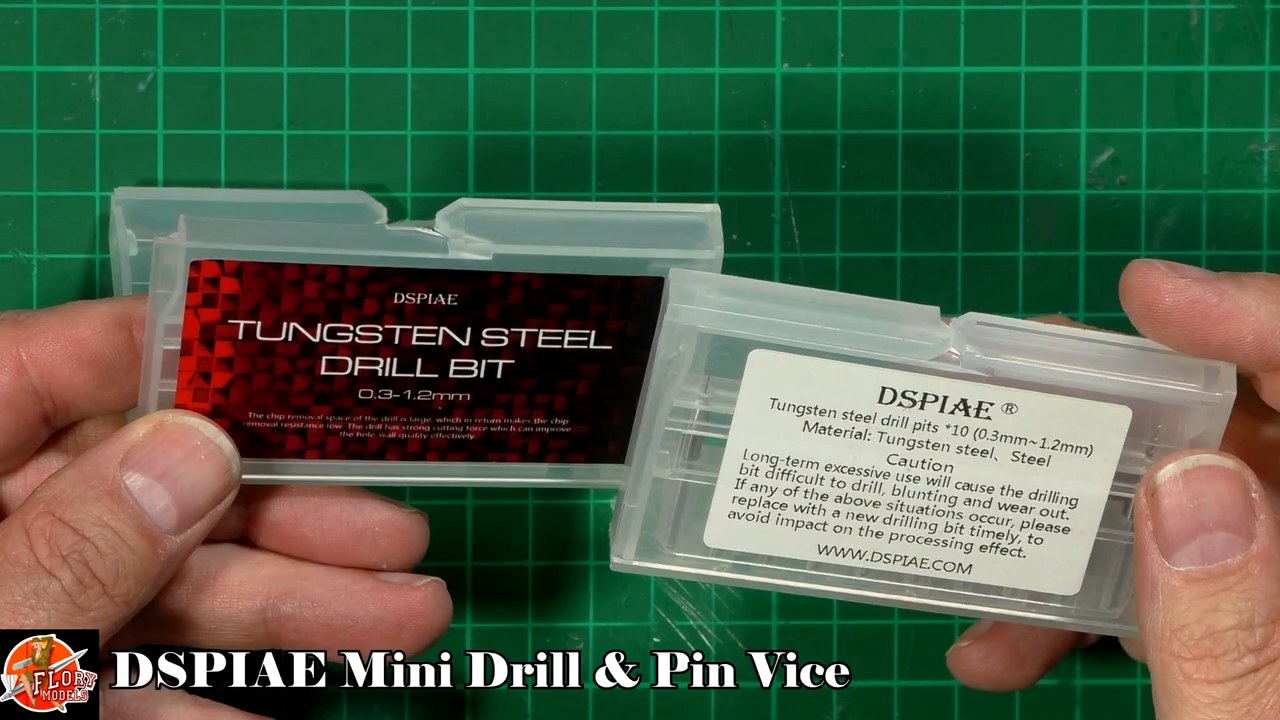 DSPIAE
TUNGSTEN STEEL
DRILL BIT
0.3-1.2mm
The chip removal space of the drill is large, which in return makes the chip
removal resistance low. The drill has strong cutting force which can improve
the hole wall quality effectively.
DSPIAE®
Tungsten steel drill pits *10 (0.3mm~1.2mm)
Material: Tungsten steel、Steel
Caution
Long-term excessive use will cause the drilling
bit difficult to drill, blunting and wear out.
If any of the above situations occur, please
replace with a new drilling bit timely, to
avoid impact on the processing effect.
WWW.DSPIAE.COM
FLORY
MODELS
DSPIAE Mini Drill & Pin Vice